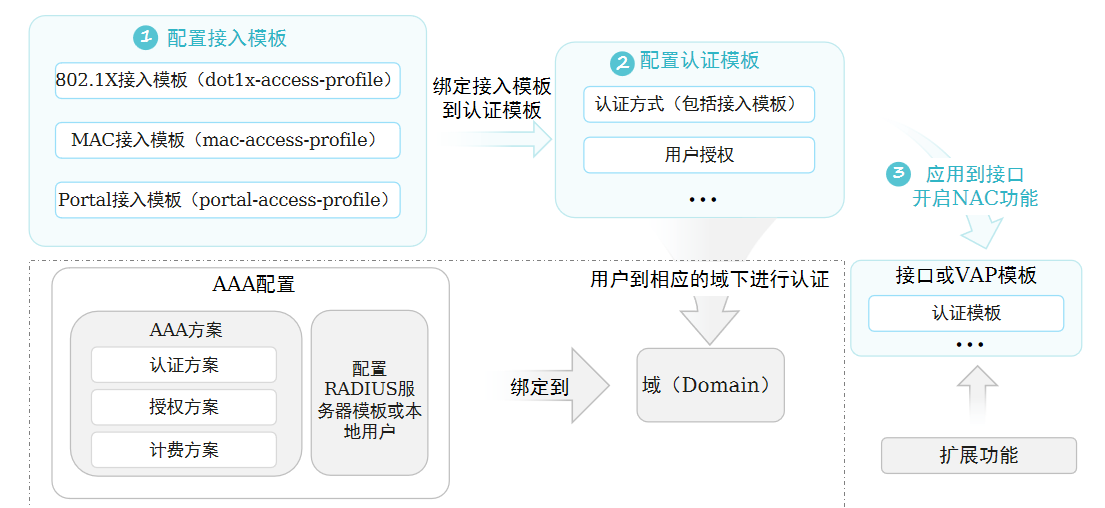 1 配置接入模板
802.1X接入模板（dot1x-access-profile）
MAC接入模板（mac-access-profile）
Portal接入模板（portal-access-profile）
绑定接入模板
到认证模板
2 配置认证模板
认证方式（包括接入模板）
用户授权
...
3 应用到接口
开启NAC功能
接口或VAP模板
认证模板
...
扩展功能
AAA配置
AAA方案
认证方案
授权方案
计费方案
配置
RADIUS服
务器模板或本
地用户
绑定到
用户到相应的域下进行认证
域（Domain）